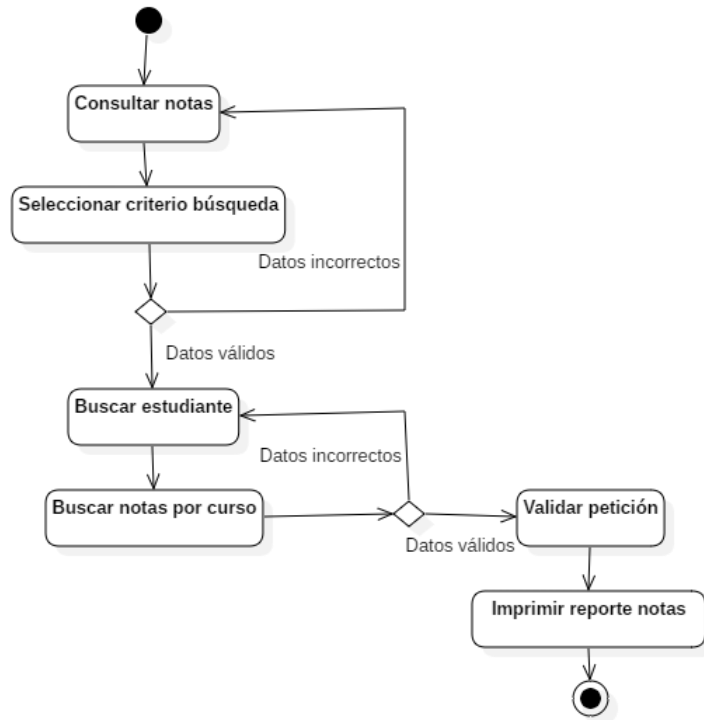 Consultar notas
Seleccionar criterio búsqueda
Datos incorrectos
Datos válidos
Buscar estudiante
Datos incorrectos
Buscar notas por curso
Validar petición
Datos válidos
Imprimir reporte notas